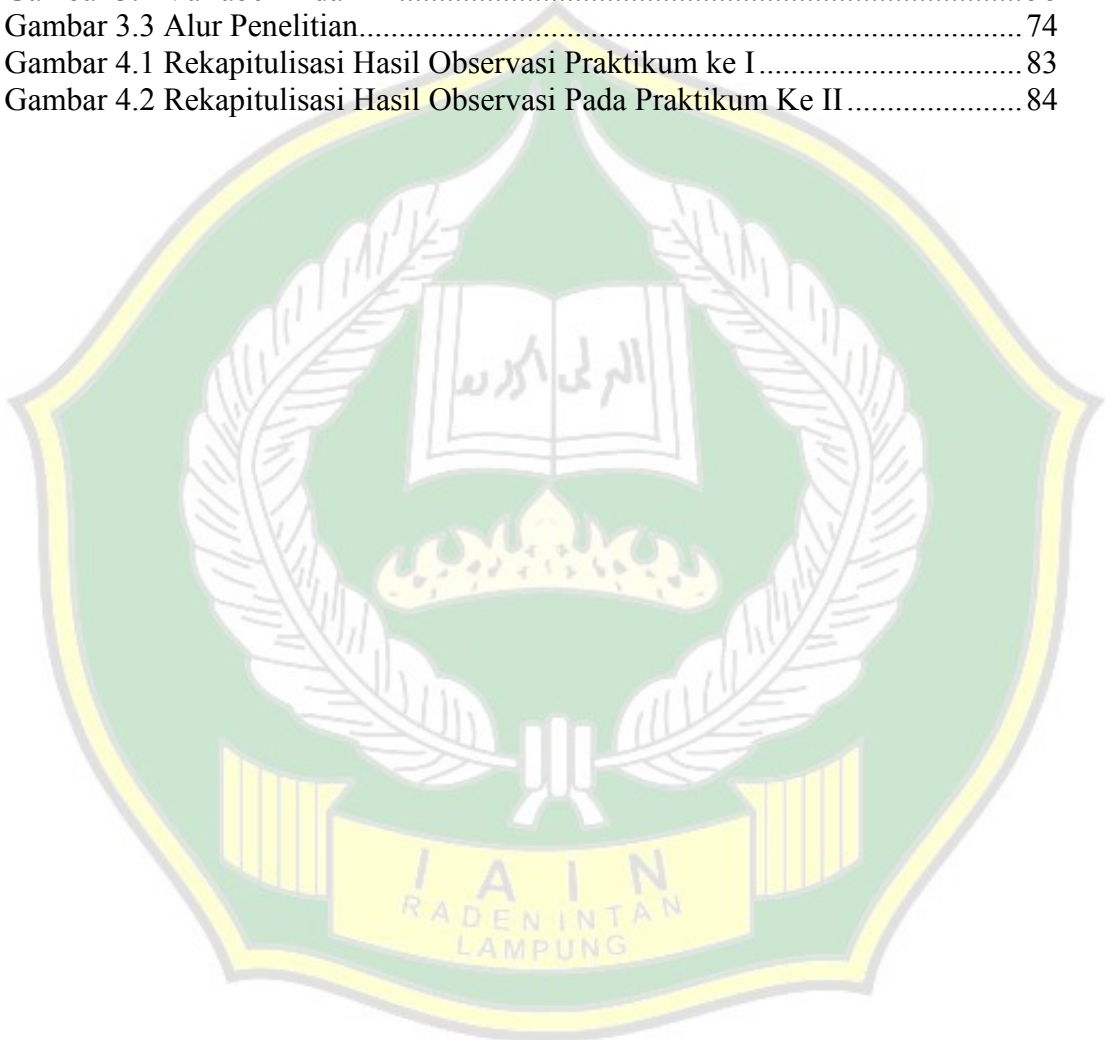 Gambar 3.3 Alur Penelitian........................................................................................74
Gambar 4.1 Rekapitulisasi Hasil Observasi Praktikum ke I.................................83
Gambar 4.2 Rekapitulisasi Hasil Observasi Pada Praktikum Ke II......................84
I A I N
RADEN INTAN
LAMPUNG